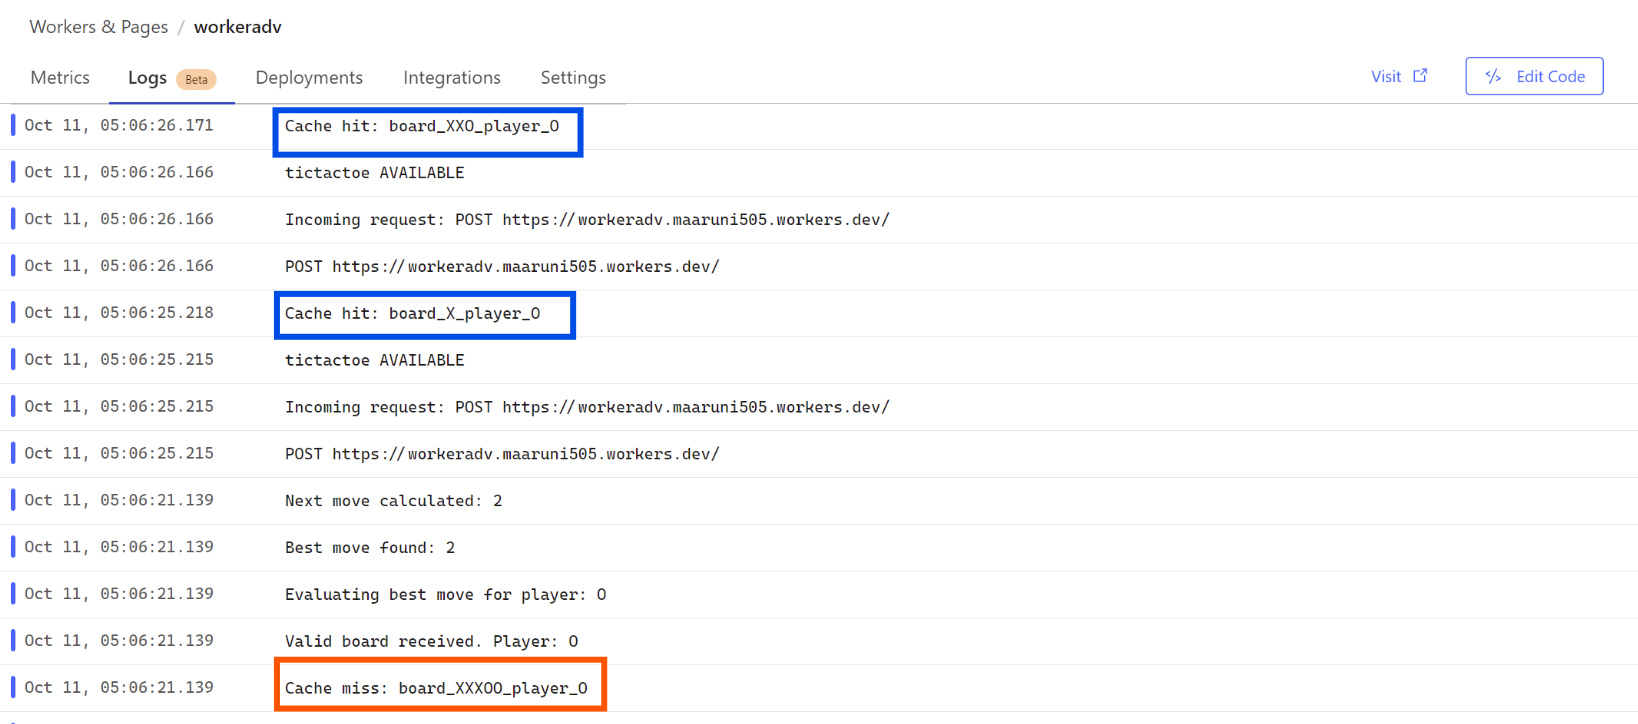 Workers & Pages / workeradv
Metrics Logs Beta Deployments Integrations Settings Visit </> Edit Code
Oct 11, 05:06:26.171 Cache hit: board_XXO_player_O
Oct 11, 05:06:26.166 tictactoe AVAILABLE
Oct 11, 05:06:26.166 Incoming request: POST https://workeradv.maaruni505.workers.dev/
Oct 11, 05:06:26.166 POST https://workeradv.maaruni505.workers.dev/
Oct 11, 05:06:25.218 Cache hit: board_X_player_O
Oct 11, 05:06:25.215 tictactoe AVAILABLE
Oct 11, 05:06:25.215 Incoming request: POST https://workeradv.maaruni505.workers.dev/
Oct 11, 05:06:25.215 POST https://workeradv.maaruni505.workers.dev/
Oct 11, 05:06:21.139 Next move calculated: 2
Oct 11, 05:06:21.139 Best move found: 2
Oct 11, 05:06:21.139 Evaluating best move for player: O
Oct 11, 05:06:21.139 Valid board received. Player: O
Oct 11, 05:06:21.139 Cache miss: board_XXXOO_player_O